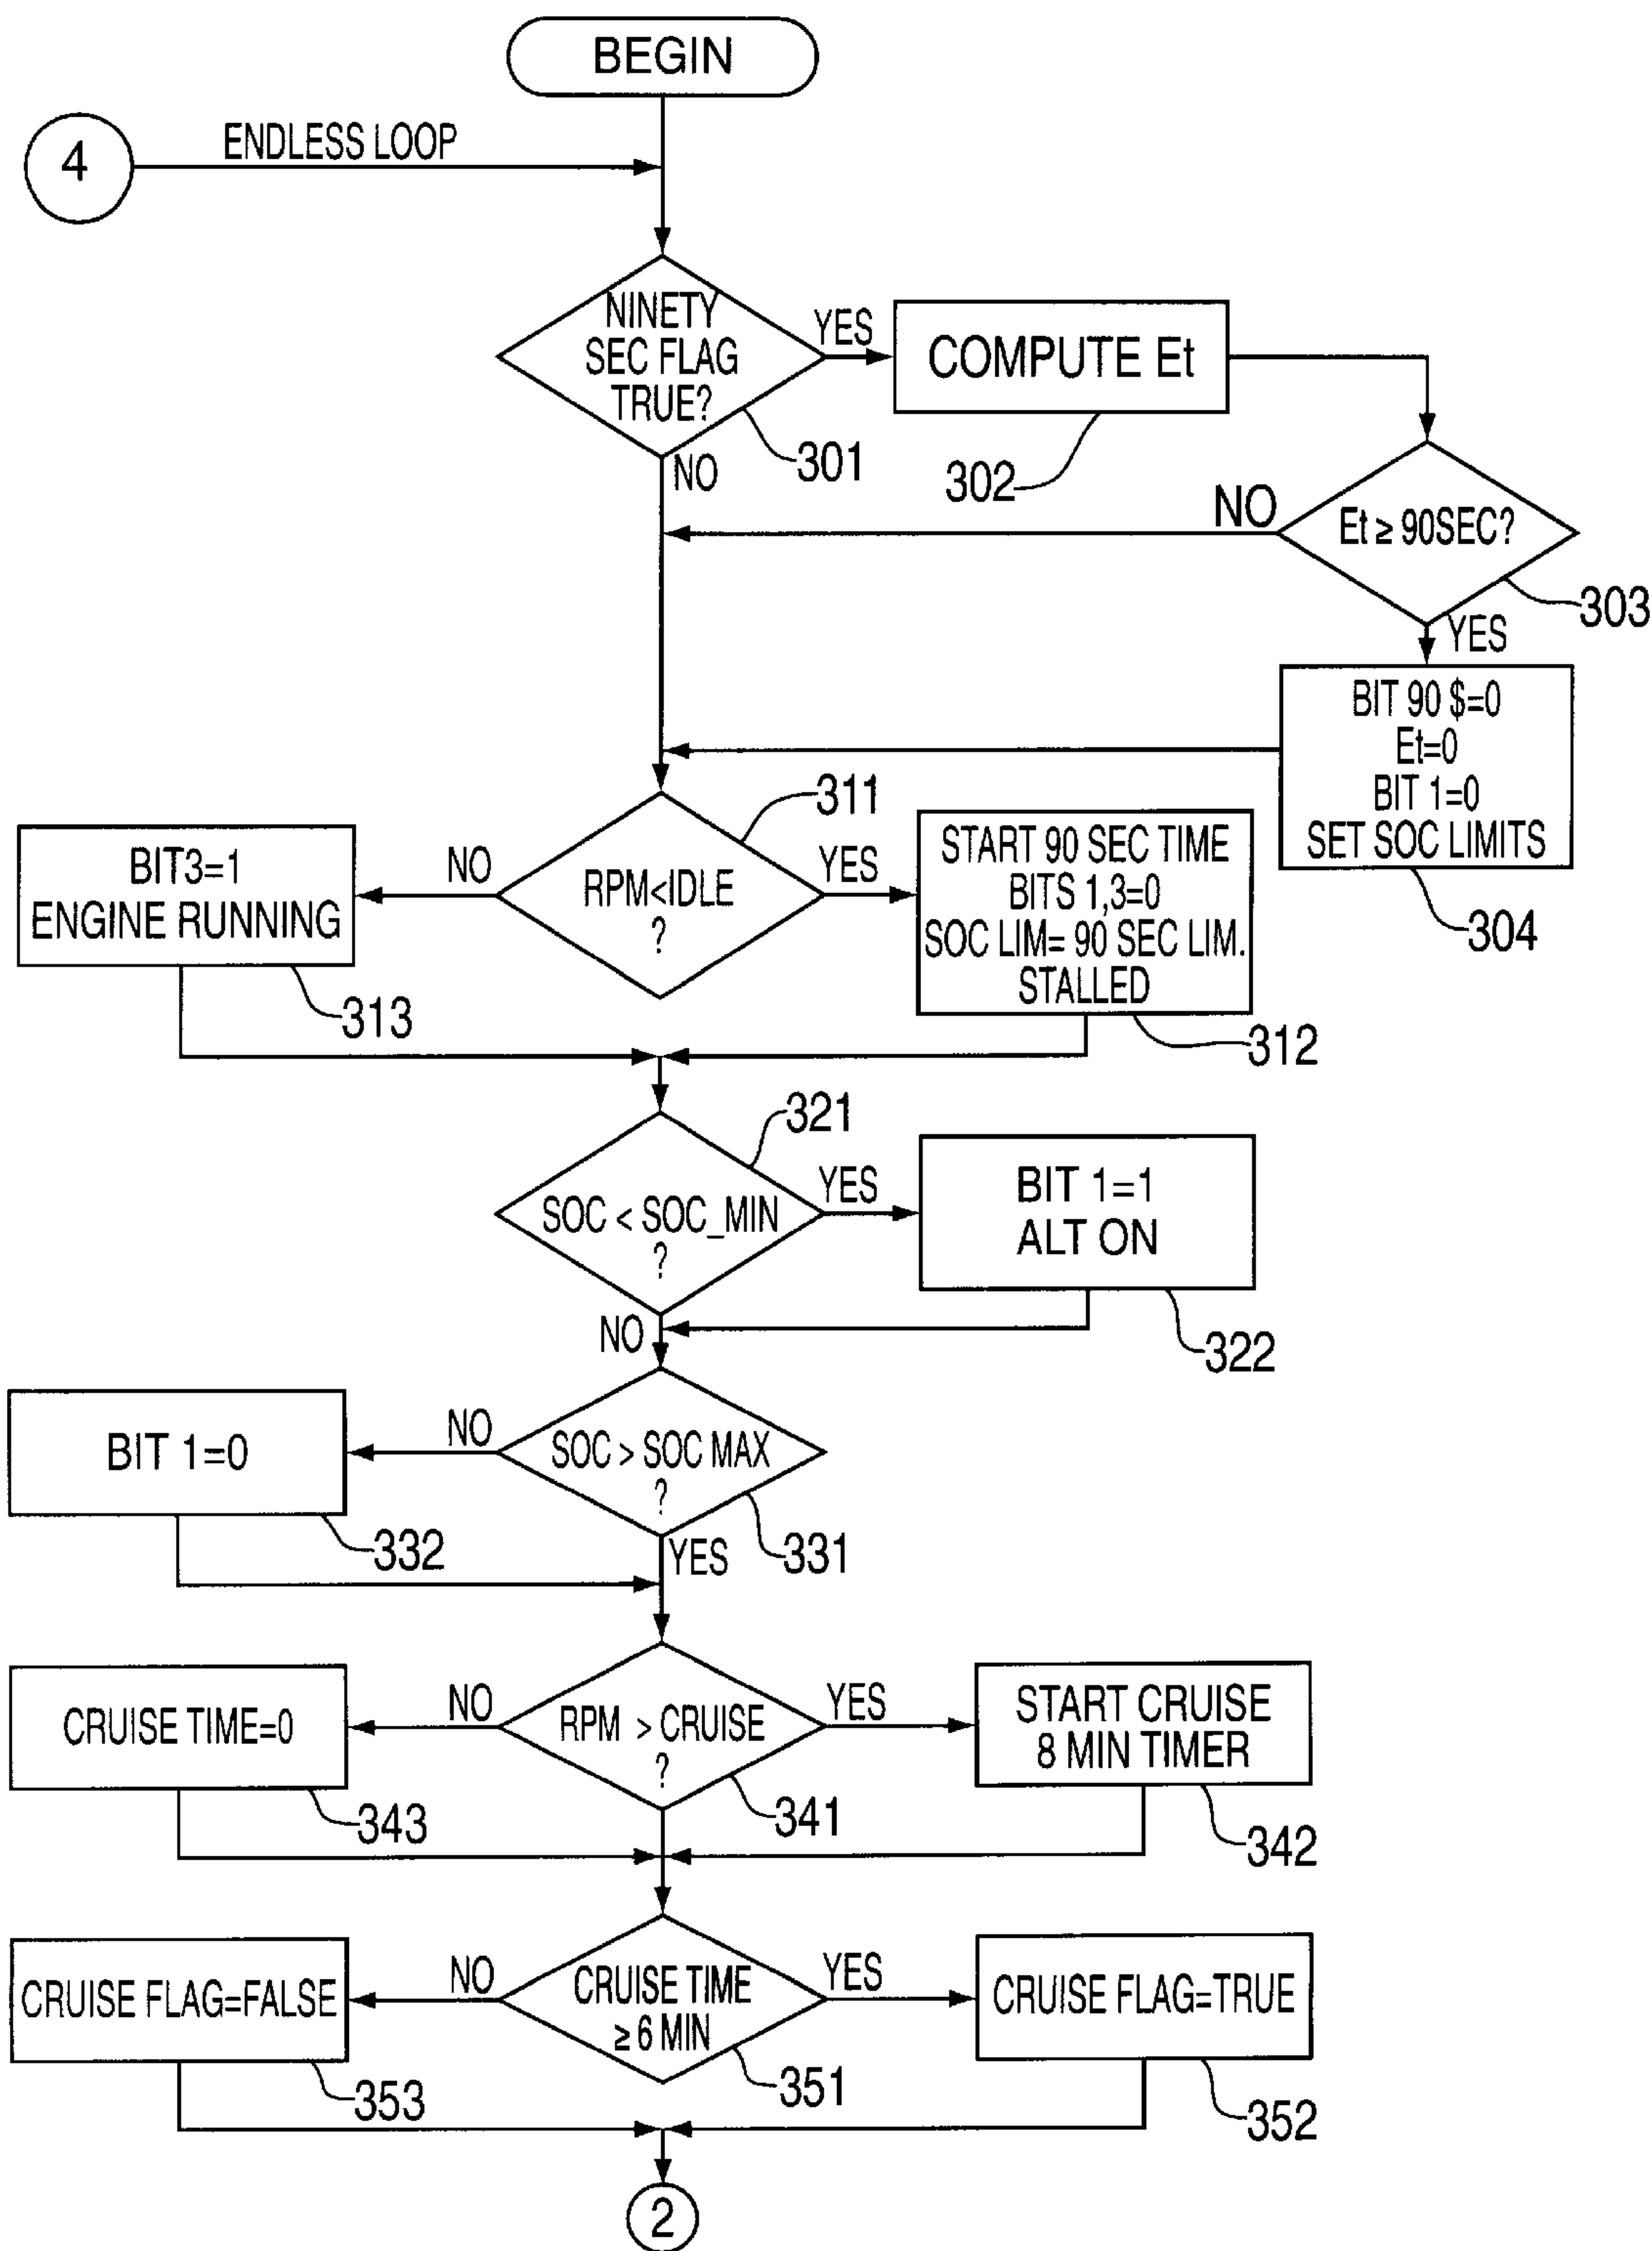 BEGIN
4
ENDLESS LOOP
NINETY
SEC FLAG
TRUE?
YES
COMPUTE Et
301
302
NO
NO
Et ≥ 90SEC?
303
YES
BIT 90 $=0
Et=0
BIT 1=0
SET SOC LIMITS
304
311
BIT3=1
ENGINE RUNNING
NO
RPM<IDLE
?
YES
START 90 SEC TIME
BITS 1,3=0
SOC LIM= 90 SEC LIM.
STALLED
313
312
321
SOC < SOC_MIN
?
YES
BIT 1=1
ALT ON
NO
322
BIT 1=0
NO
SOC > SOC MAX
?
332
YES
331
CRUISE TIME=0
NO
RPM > CRUISE
?
YES
START CRUISE
8 MIN TIMER
343
341
342
CRUISE FLAG=FALSE
NO
CRUISE TIME
≥ 6 MIN
YES
CRUISE FLAG=TRUE
353
351
352
2